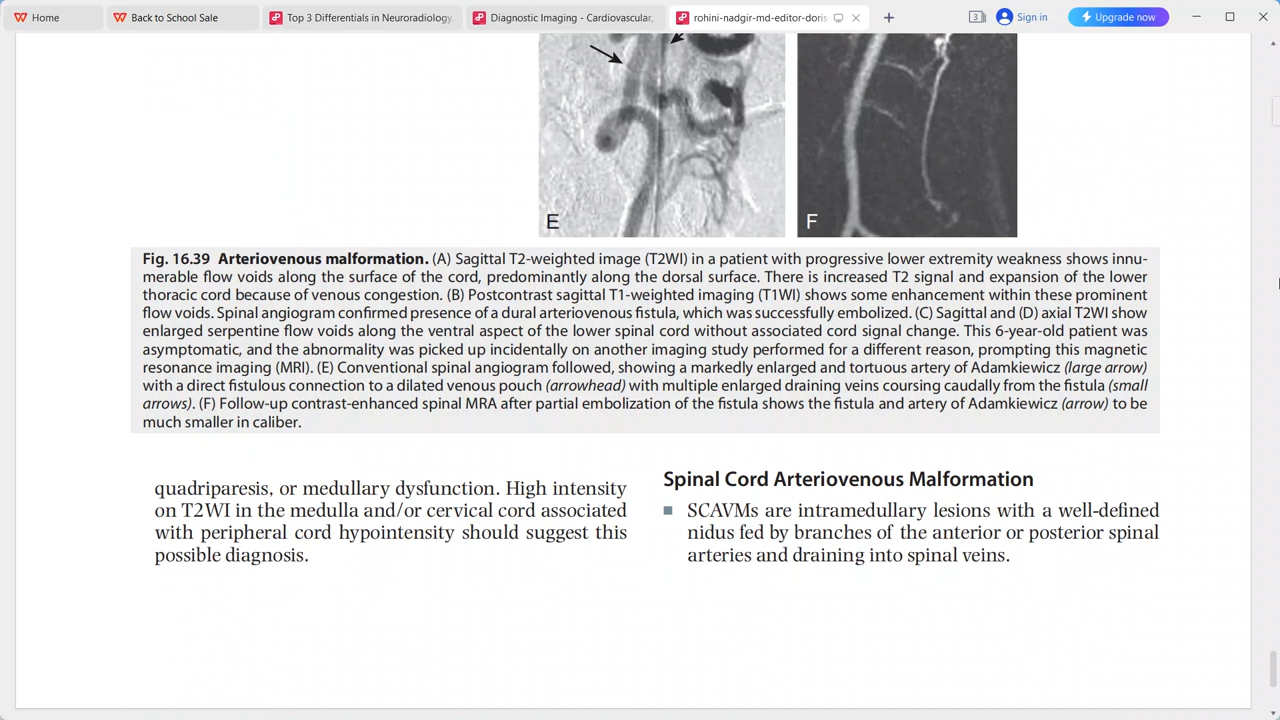 Home
Back to School Sale
Top 3 Differentials in Neuroradiology
Diagnostic Imaging - Cardiovascular,
rohini-nadgir-md-editor-doris
3
Sign in
Upgrade now
E
F
Fig. 16.39 Arteriovenous malformation. (A) Sagittal T2-weighted image (T2WI) in a patient with progressive lower extremity weakness shows innu-
merable flow voids along the surface of the cord, predominantly along the dorsal surface. There is increased T2 signal and expansion of the lower
thoracic cord because of venous congestion. (B) Postcontrast sagittal T1-weighted imaging (T1WI) shows some enhancement within these prominent
flow voids. Spinal angiogram confirmed presence of a dural arteriovenous fistula, which was successfully embolized. (C) Sagittal and (D) axial T2WI show
enlarged serpentine flow voids along the ventral aspect of the lower spinal cord without associated cord signal change. This 6-year-old patient was
asymptomatic, and the abnormality was picked up incidentally on another imaging study performed for a different reason, prompting this magnetic
resonance imaging (MRI). (E) Conventional spinal angiogram followed, showing a markedly enlarged and tortuous artery of Adamkiewicz (large arrow)
with a direct fistulous connection to a dilated venous pouch (arrowhead) with multiple enlarged draining veins coursing caudally from the fistula (small
arrows). (F) Follow-up contrast-enhanced spinal MRA after partial embolization of the fistula shows the fistula and artery of Adamkiewicz (arrow) to be
much smaller in caliber.
quadriparesis, or medullary dysfunction. High intensity
on T2WI in the medulla and/or cervical cord associated
with peripheral cord hypointensity should suggest this
possible diagnosis.
Spinal Cord Arteriovenous Malformation
■ SCAVMs are intramedullary lesions with a well-defined
nidus fed by branches of the anterior or posterior spinal
arteries and draining into spinal veins.